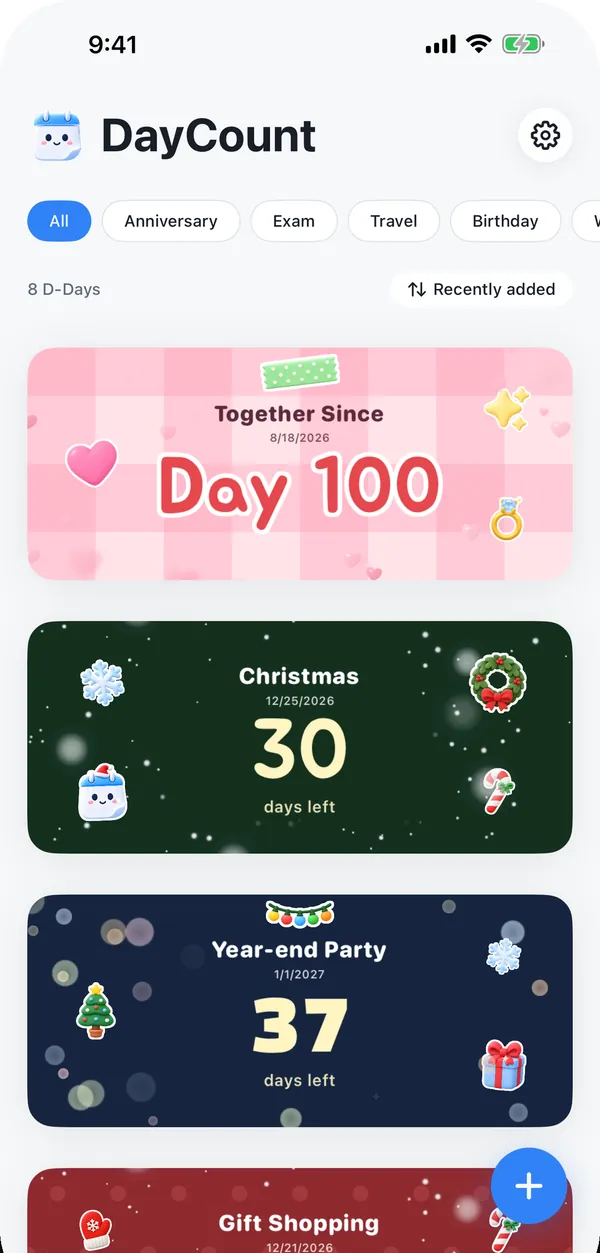 9:41
DayCount
All
Anniversary
Exam
Travel
Birthday
8 D-Days
Recently added
Together Since
8/18/2026
Day 100
Christmas
12/25/2026
30
days left
Year-end Party
1/1/2027
37
days left
Gift Shopping
12/21/2026